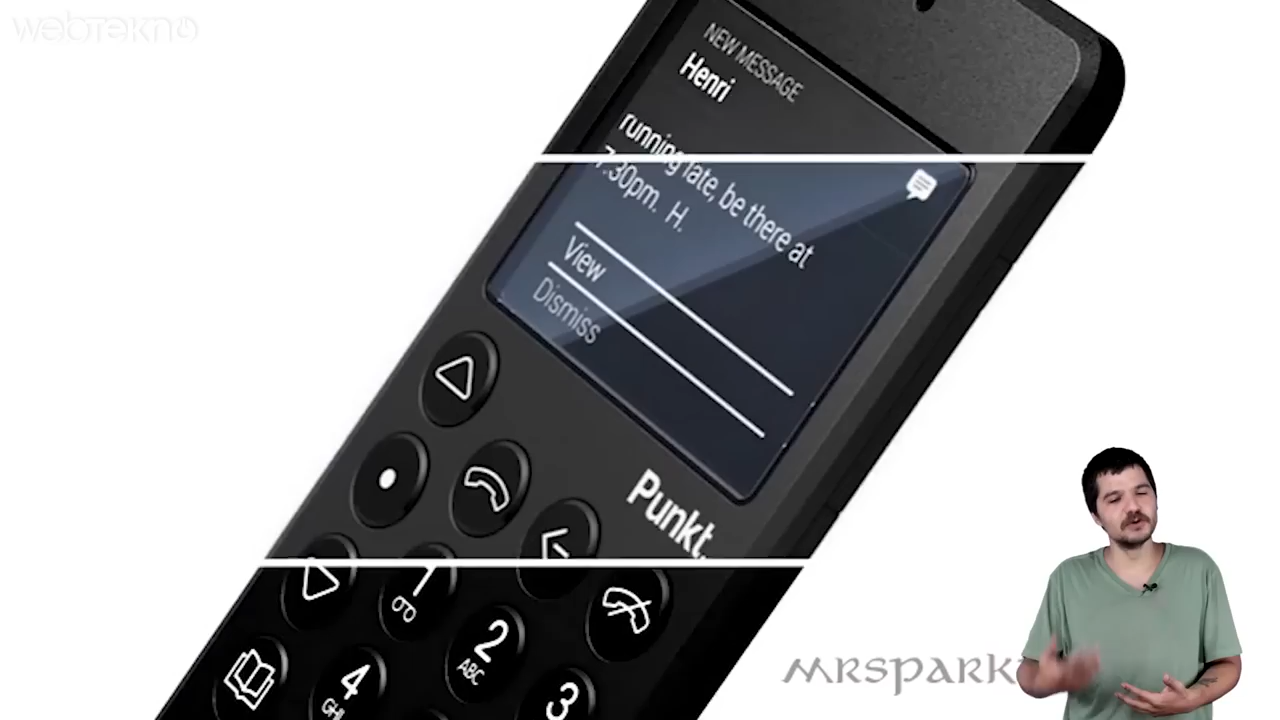 webtekno
NEW MESSAGE
Henri
running late, be there at
7:30pm. H.
View
Dismiss
Punkt.
1
2
ABC
3
4
MRSPARK